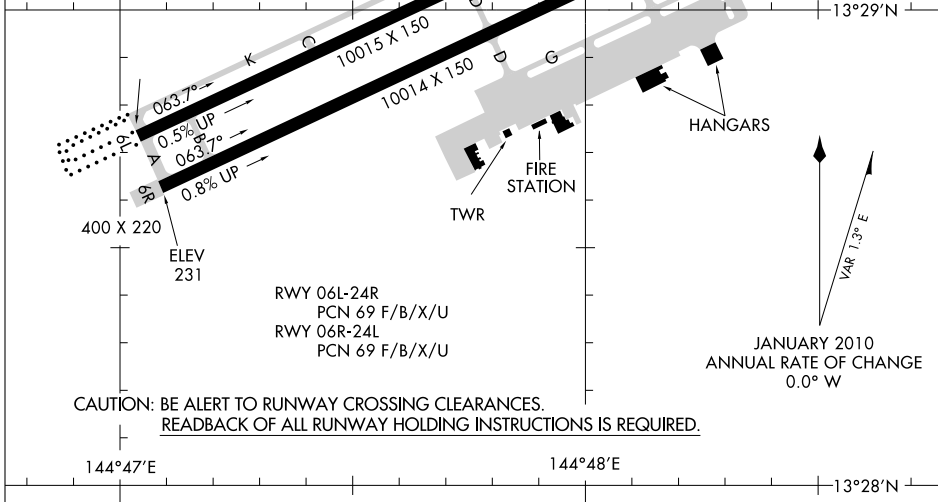 13°29'N
D
C
K
10015 X 150
D
G
10014 X 150
063.7°
0.5% UP
6L
A
B
063.7°
0.8% UP
6R
HANGARS
FIRE
STATION
TWR
400 X 220
ELEV
231
VAR 1.3° E
RWY 06L-24R
PCN 69 F/B/X/U
RWY 06R-24L
PCN 69 F/B/X/U
JANUARY 2010
ANNUAL RATE OF CHANGE
0.0° W
CAUTION: BE ALERT TO RUNWAY CROSSING CLEARANCES.
READBACK OF ALL RUNWAY HOLDING INSTRUCTIONS IS REQUIRED.
144°47'E
144°48'E
13°28'N